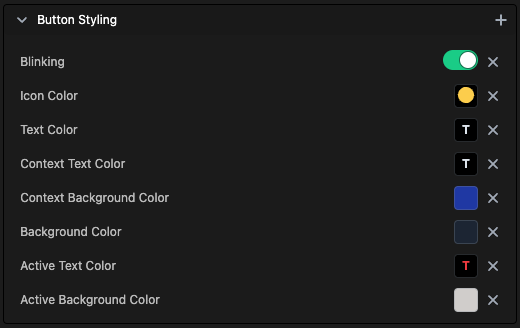 Button Styling
Blinking
Icon Color
Text Color T
Context Text Color T
Context Background Color
Background Color
Active Text Color T
Active Background Color